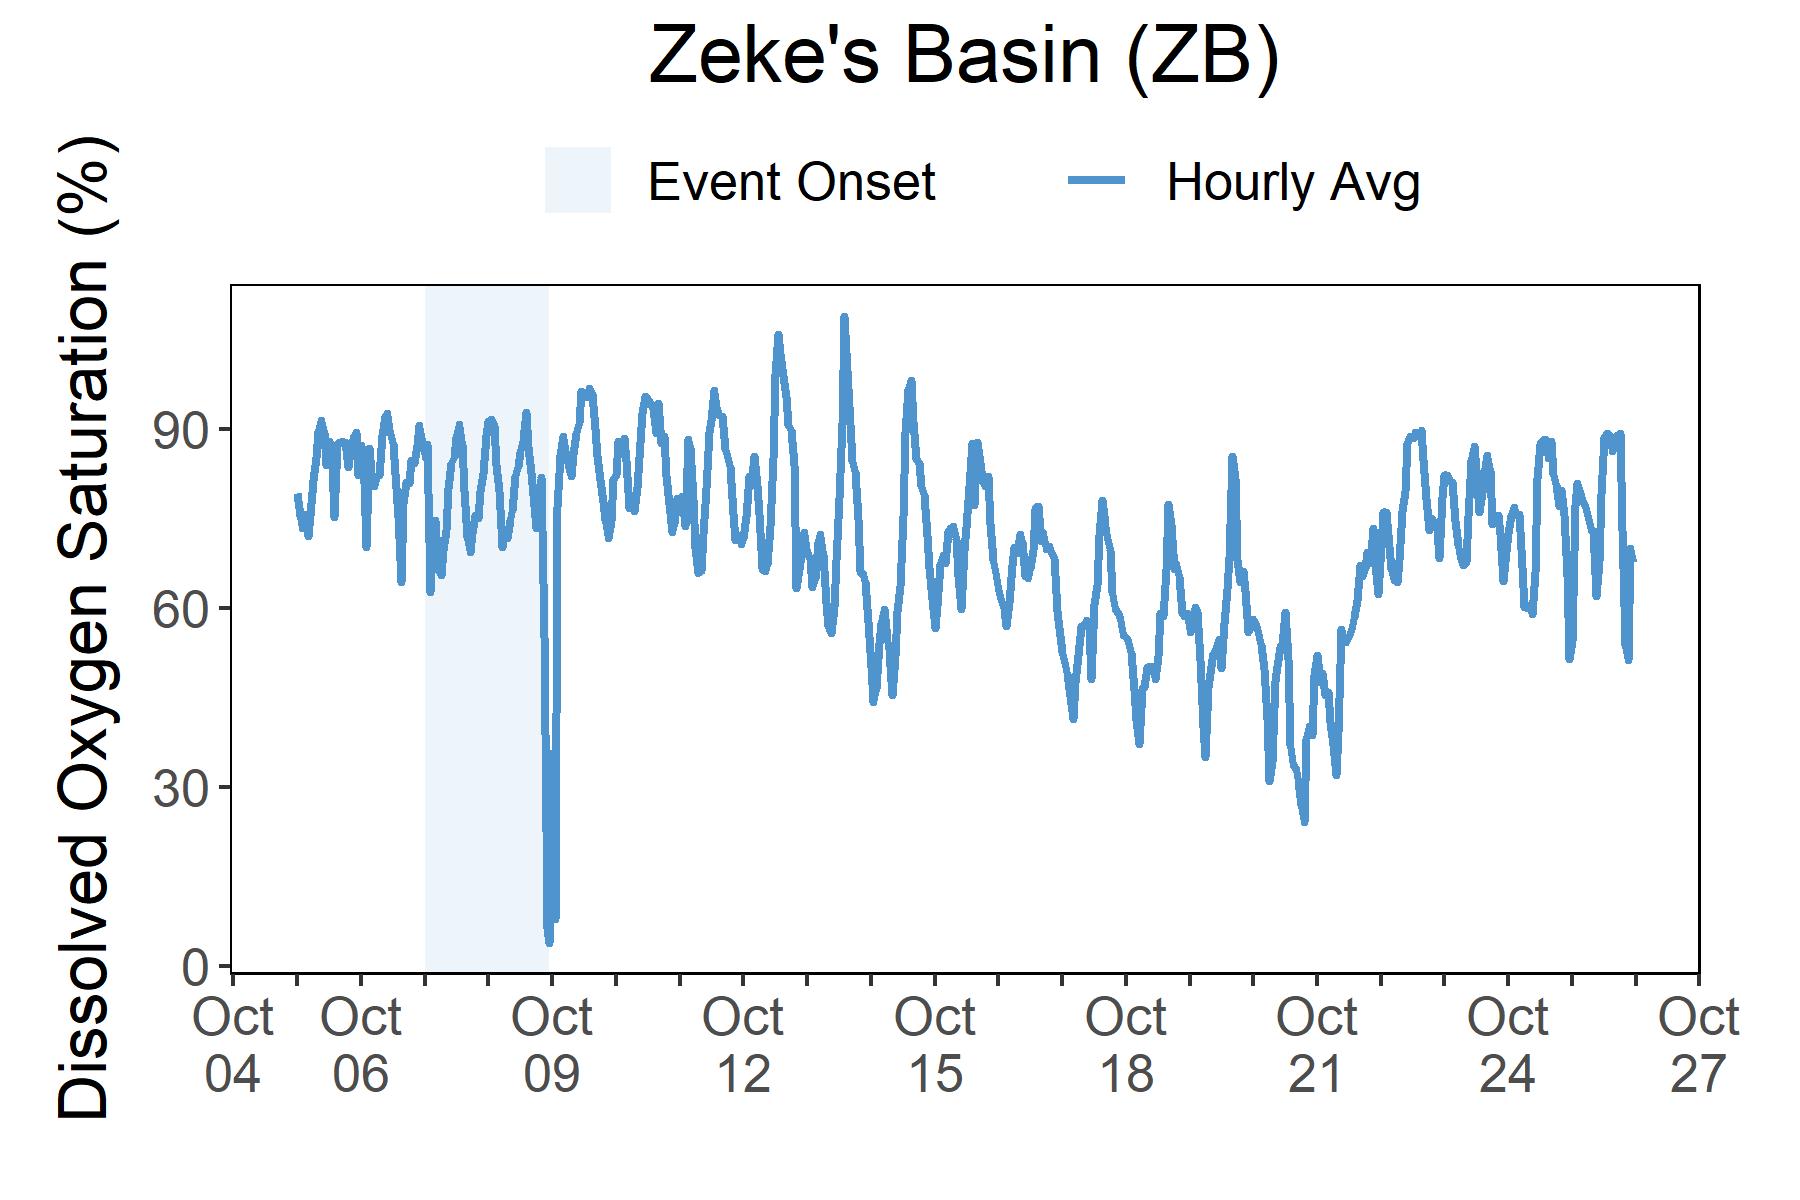 Zeke's Basin (ZB)
Event Onset
Hourly Avg
Dissolved Oxygen Saturation (%)
90
60
30
0
Oct 04
Oct 06
Oct 09
Oct 12
Oct 15
Oct 18
Oct 21
Oct 24
Oct 27